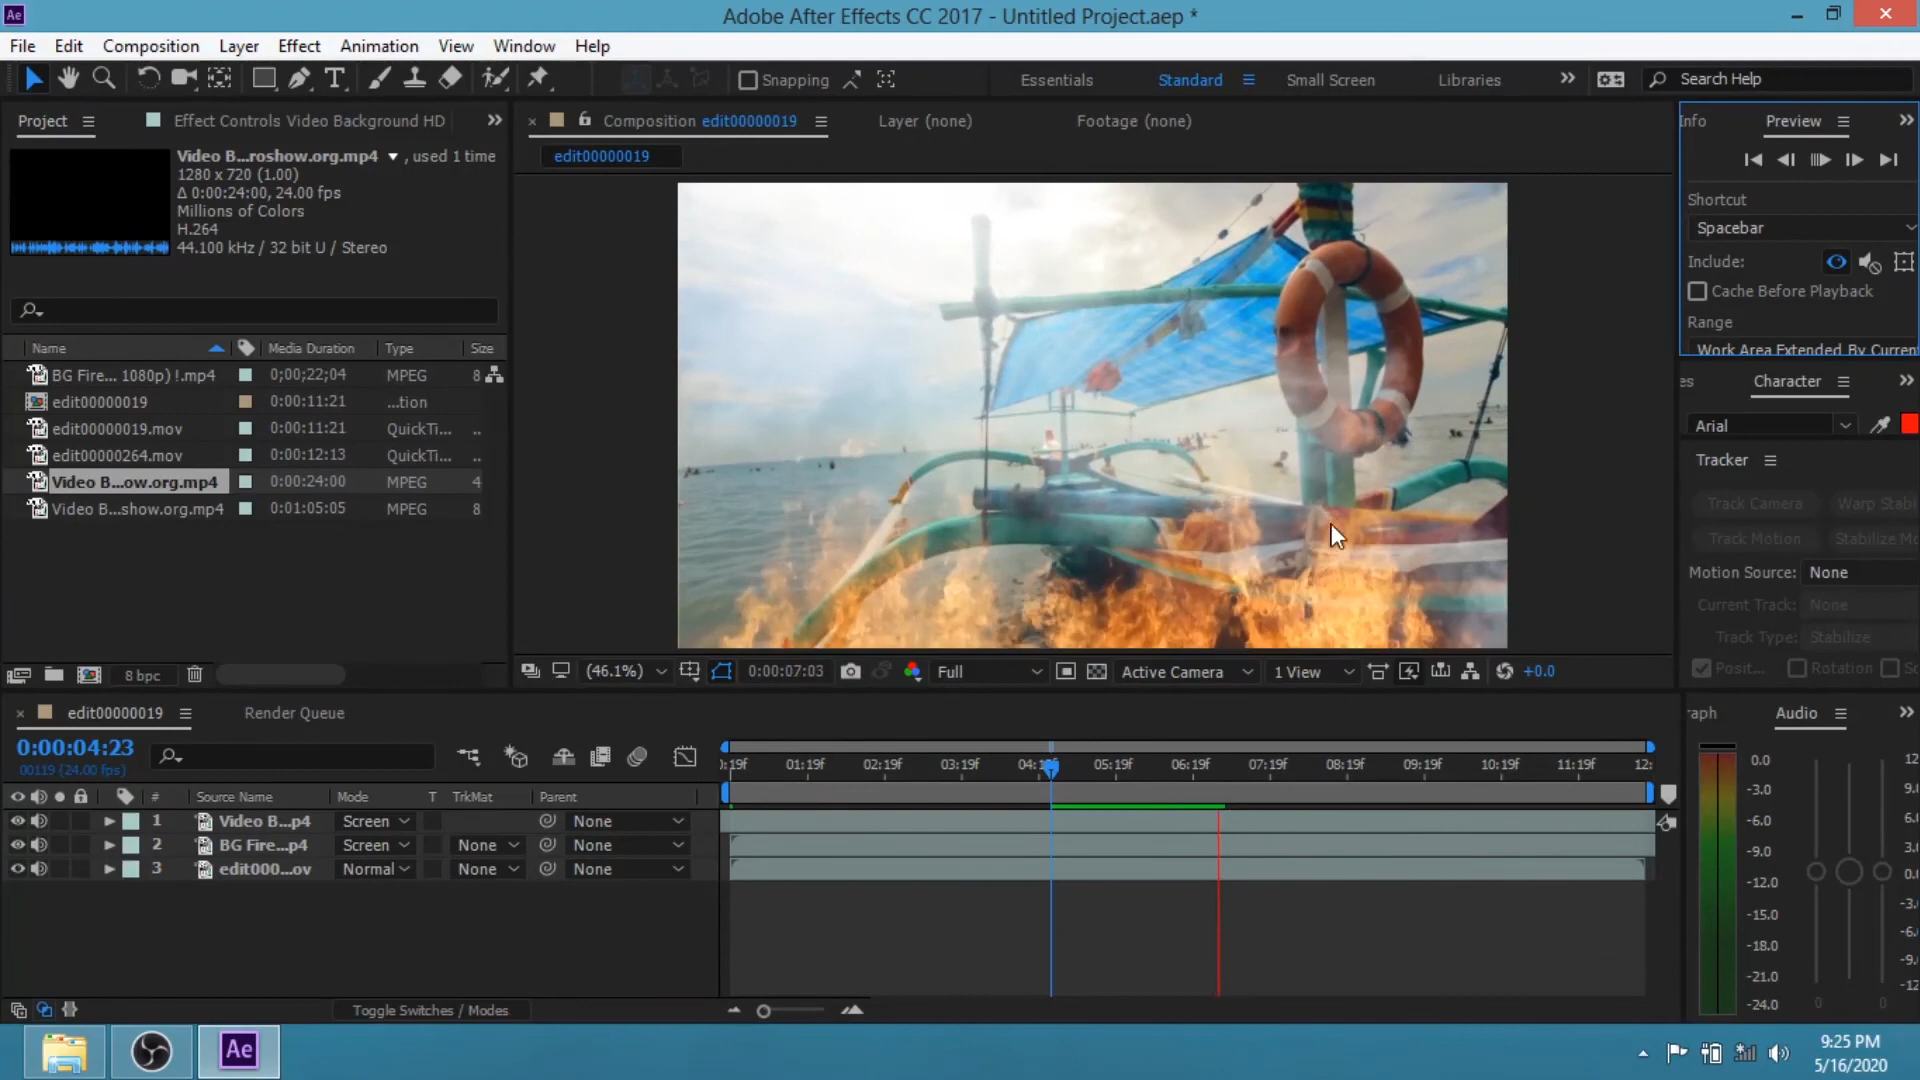 Ae
Adobe After Effects CC 2017 - Untitled Project.aep *
File Edit Composition Layer Effect Animation View Window Help
Snapping
Essentials Standard Small Screen Libraries
Search Help
Project
Effect Controls Video Background HD
Video B...roshow.org.mp4 , used 1 time
1280 x 720 (1.00)
Δ 0:00:24:00, 24.00 fps
Millions of Colors
H.264
44.100 kHz / 32 bit U / Stereo
Name Media Duration Type Size
BG Fire... 1080p) !.mp4 0;00;22;04 MPEG 8
edit00000019 0:00:11:21 ...tion
edit00000019.mov 0:00:11:21 QuickTi... ..
edit00000264.mov 0:00:12:13 QuickTi... ..
Video B...ow.org.mp4 0:00:24:00 MPEG 4
Video B...show.org.mp4 0:01:05:05 MPEG 8
8 bpc
Composition edit00000019
Layer (none)
Footage (none)
edit00000019
(46.1%) 0:00:07:03 Full Active Camera 1 View +0.0
Info Preview
Shortcut
Spacebar
Include:
Cache Before Playback
Range
Work Area Extended By Current
es Character
Arial
Tracker
Track Camera Warp Stabi
Track Motion Stabilize Mo
Motion Source: None
Current Track: None
Track Type: Stabilize
Posit... Rotation Sc
edit00000019 Render Queue
0:00:04:23
00119 (24.00 fps)
# Source Name Mode T TrkMat Parent
1 Video B...p4 Screen None
2 BG Fire...p4 Screen None None
3 edit000...ov Normal None None
Toggle Switches / Modes
):19f 01:19f 02:19f 03:19f 04:19f 05:19f 06:19f 07:19f 08:19f 09:19f 10:19f 11:19f 12:
raph Audio
0.0 12
-3.0 9.
-6.0 6.
-9.0 3.
-12.0 0.
-15.0 -3.
-18.0 -6.
-21.0 -9.
-24.0 0 0 -12
Ae
9:25 PM
5/16/2020